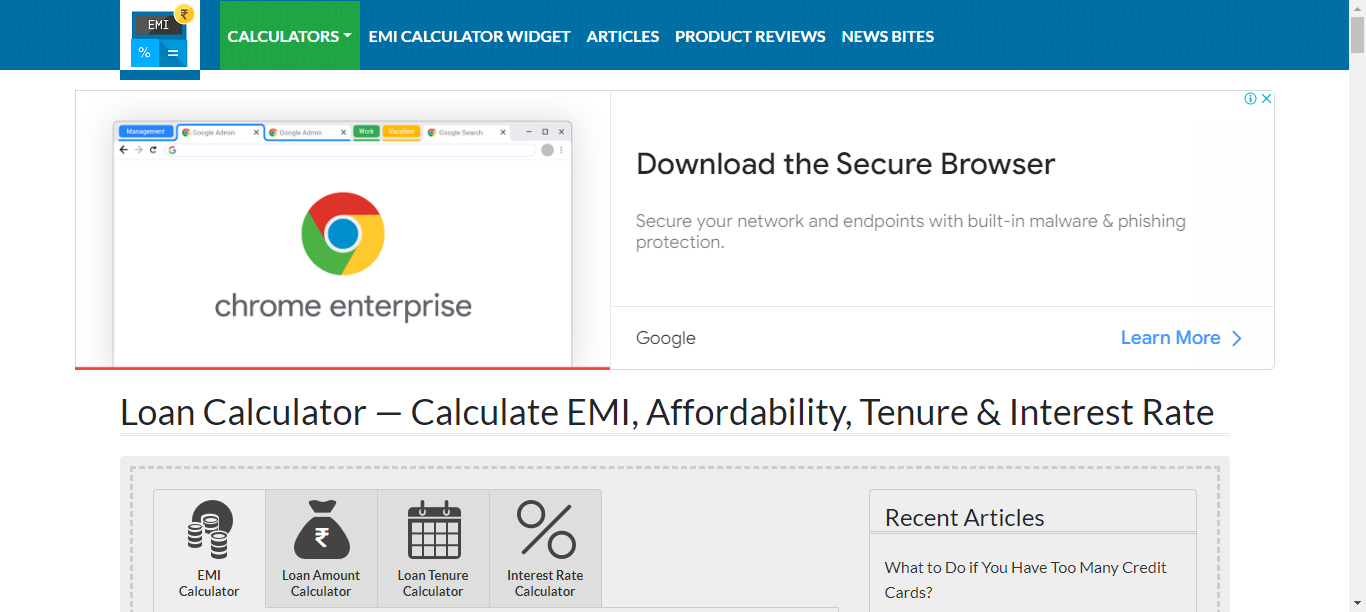 EMI
₹
%
=
CALCULATORS
EMI CALCULATOR WIDGET
ARTICLES
PRODUCT REVIEWS
NEWS BITES
Management
Google Admin
Google Admin
Work
Vacation
Google Search
chrome enterprise
Download the Secure Browser
Secure your network and endpoints with built-in malware & phishing
protection.
Google
Learn More
Loan Calculator — Calculate EMI, Affordability, Tenure & Interest Rate
EMI
Calculator
₹
Loan Amount
Calculator
Loan Tenure
Calculator
Interest Rate
Calculator
Recent Articles
What to Do if You Have Too Many Credit
Cards?